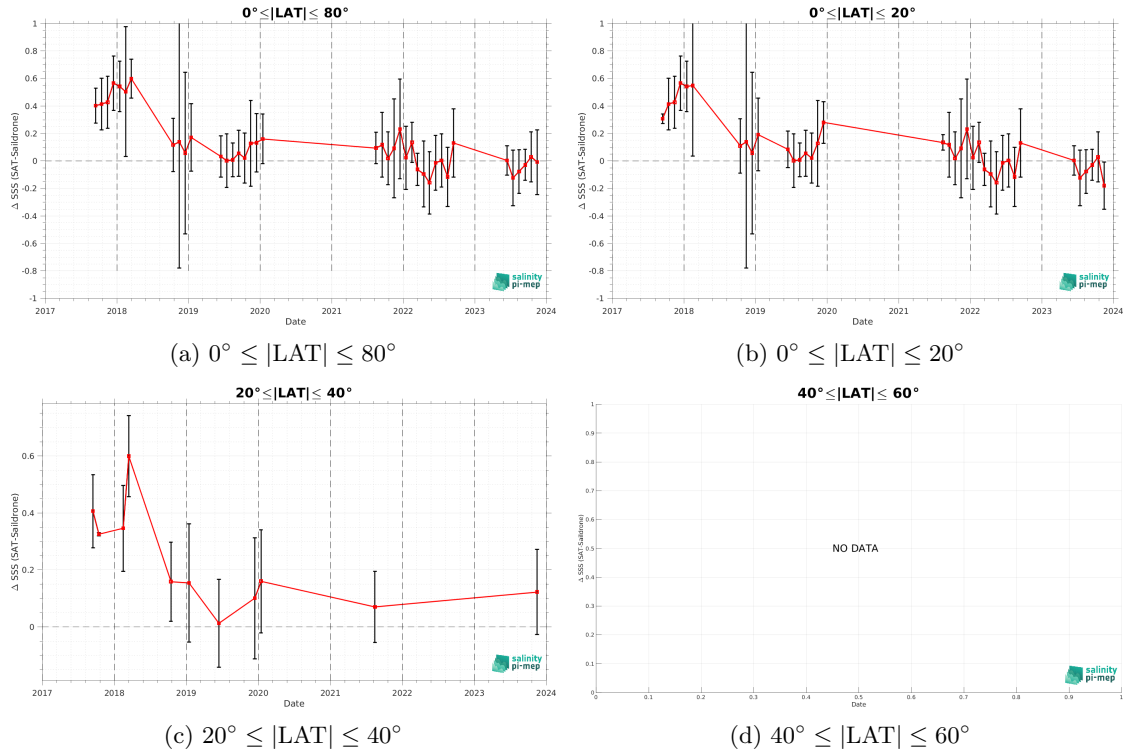 0°≤|LAT|≤ 80°
Δ SSS (SAT-Saildrone)
1
0.8
0.6
0.4
0.2
0
-0.2
-0.4
-0.6
-0.8
-1
2017 2018 2019 2020 2021 2022 2023 2024
Date
salinity
pi-mep
(a) 0° ≤ |LAT| ≤ 80°
0°≤|LAT|≤ 20°
Δ SSS (SAT-Saildrone)
1
0.8
0.6
0.4
0.2
0
-0.2
-0.4
-0.6
-0.8
-1
2017 2018 2019 2020 2021 2022 2023 2024
Date
salinity
pi-mep
(b) 0° ≤ |LAT| ≤ 20°
20°≤|LAT|≤ 40°
Δ SSS (SAT-Saildrone)
0.6
0.4
0.2
0
2017 2018 2019 2020 2021 2022 2023 2024
Date
salinity
pi-mep
(c) 20° ≤ |LAT| ≤ 40°
40°≤|LAT|≤ 60°
Δ SSS (SAT-Saildrone)
1
0.9
0.8
0.7
0.6
0.5
0.4
0.3
0.2
0.1
0
NO DATA
0 0.1 0.2 0.3 0.4 0.5 0.6 0.7 0.8 0.9 1
Date
salinity
pi-mep
(d) 40° ≤ |LAT| ≤ 60°